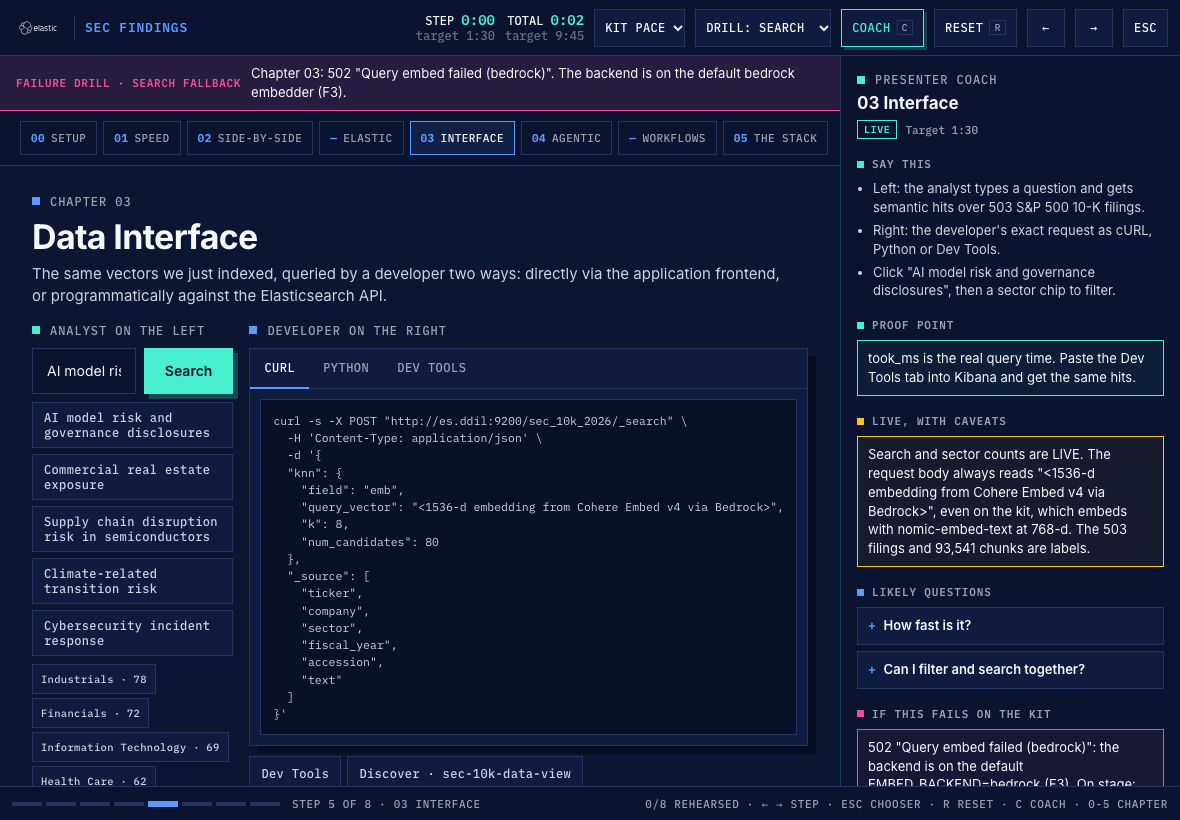 elastic
SEC FINDINGS
STEP 0:00 TOTAL 0:02
target 1:30 target 9:45
KIT PACE
DRILL: SEARCH
COACH C
RESET R
←
→
ESC
FAILURE DRILL · SEARCH FALLBACK
Chapter 03: 502 "Query embed failed (bedrock)". The backend is on the default bedrock
embedder (F3).
00 SETUP
01 SPEED
02 SIDE-BY-SIDE
— ELASTIC
03 INTERFACE
04 AGENTIC
— WORKFLOWS
05 THE STACK
CHAPTER 03
Data Interface
The same vectors we just indexed, queried by a developer two ways: directly via the application frontend,
or programmatically against the Elasticsearch API.
ANALYST ON THE LEFT
AI model ris
Search
AI model risk and
governance disclosures
Commercial real estate
exposure
Supply chain disruption
risk in semiconductors
Climate-related
transition risk
Cybersecurity incident
response
Industrials · 78
Financials · 72
Information Technology · 69
Health Care · 62
DEVELOPER ON THE RIGHT
CURL
PYTHON
DEV TOOLS
curl -s -X POST "http://es.ddil:9200/sec_10k_2026/_search" \
-H 'Content-Type: application/json' \
-d '{
"knn": {
"field": "emb",
"query_vector": "<1536-d embedding from Cohere Embed v4 via Bedrock>",
"k": 8,
"num_candidates": 80
},
"_source": [
"ticker",
"company",
"sector",
"fiscal_year",
"accession",
"text"
]
}'
Dev Tools
Discover · sec-10k-data-view
PRESENTER COACH
03 Interface
LIVE Target 1:30
SAY THIS
• Left: the analyst types a question and gets
semantic hits over 503 S&P 500 10-K filings.
• Right: the developer's exact request as cURL,
Python or Dev Tools.
• Click "AI model risk and governance
disclosures", then a sector chip to filter.
PROOF POINT
took_ms is the real query time. Paste the Dev
Tools tab into Kibana and get the same hits.
LIVE, WITH CAVEATS
Search and sector counts are LIVE. The
request body always reads "<1536-d
embedding from Cohere Embed v4 via
Bedrock>", even on the kit, which embeds
with nomic-embed-text at 768-d. The 503
filings and 93,541 chunks are labels.
LIKELY QUESTIONS
+ How fast is it?
+ Can I filter and search together?
IF THIS FAILS ON THE KIT
502 "Query embed failed (bedrock)": the
backend is on the default
EMBED_BACKEND=bedrock (F3). On stage:
STEP 5 OF 8 · 03 INTERFACE
0/8 REHEARSED · ← → STEP · ESC CHOOSER · R RESET · C COACH · 0-5 CHAPTER